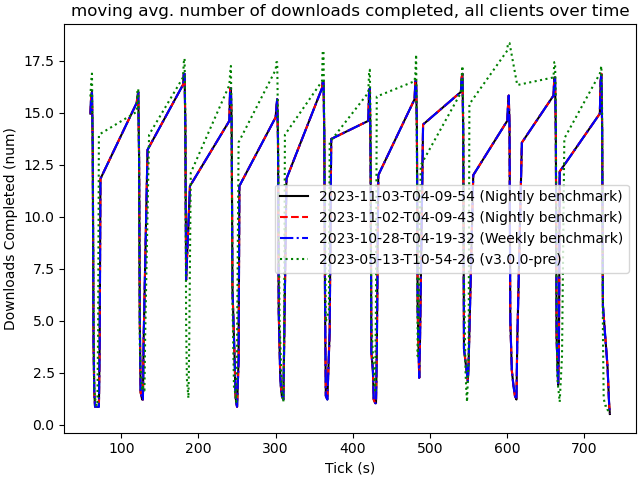 moving avg. number of downloads completed, all clients over time
Downloads Completed (num)
17.5
15.0
12.5
10.0
7.5
5.0
2.5
0.0
2023-11-03-T04-09-54 (Nightly benchmark)
2023-11-02-T04-09-43 (Nightly benchmark)
2023-10-28-T04-19-32 (Weekly benchmark)
2023-05-13-T10-54-26 (v3.0.0-pre)
100 200 300 400 500 600 700
Tick (s)